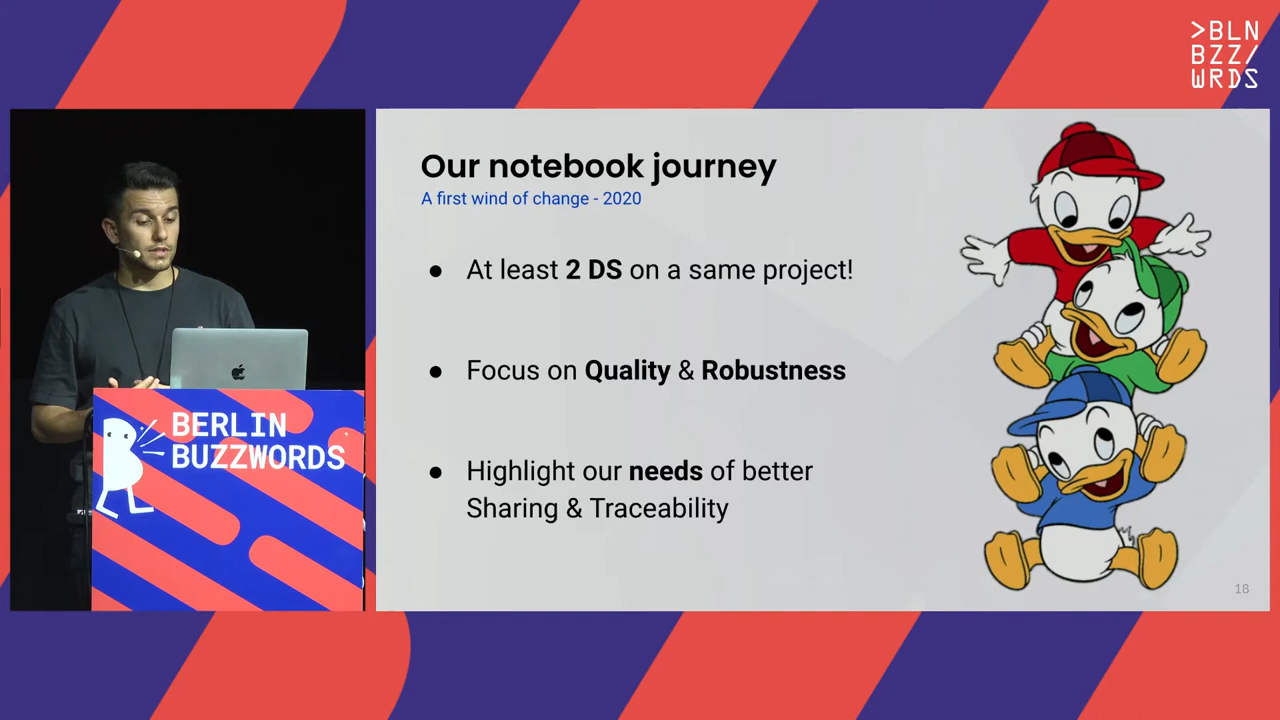 >BLN
BZZ/
WRDS
Our notebook journey
A first wind of change - 2020
● At least 2 DS on a same project!
● Focus on Quality & Robustness
● Highlight our needs of better
Sharing & Traceability
18
BERLIN
BUZZWORDS